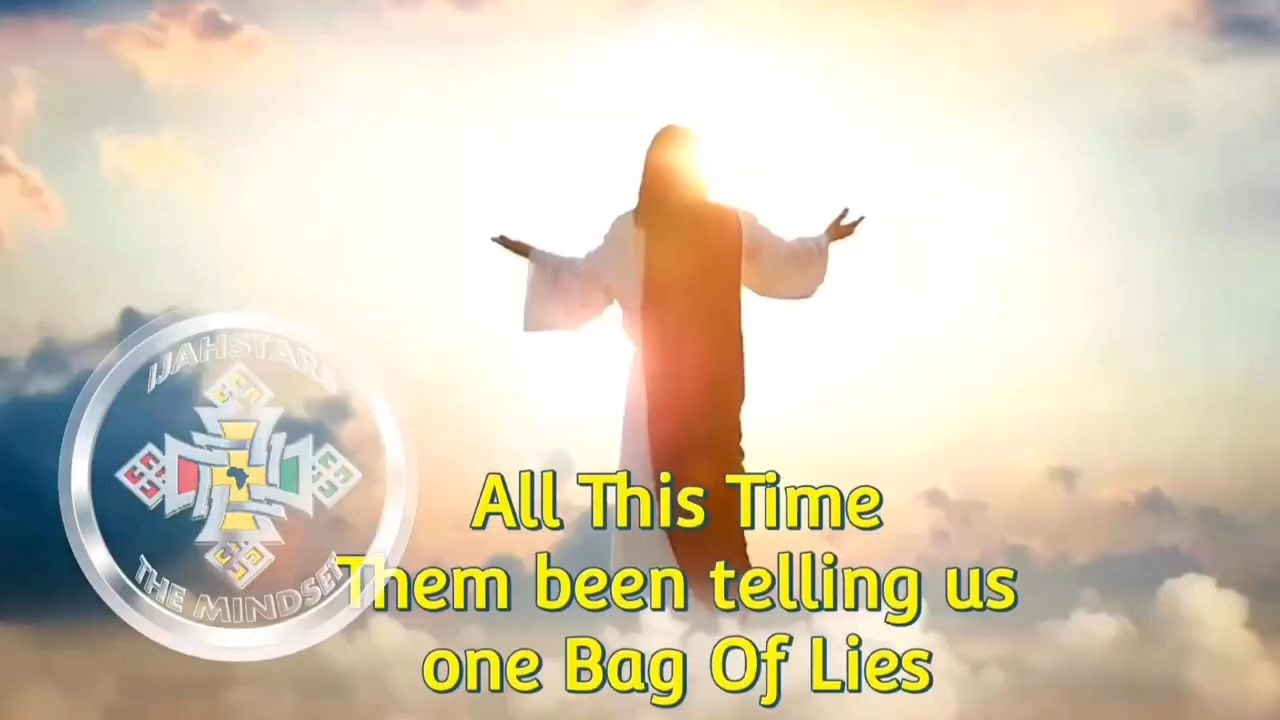 IJAHSTARS
THE MINDSET
All This Time
Them been telling us
one Bag Of Lies